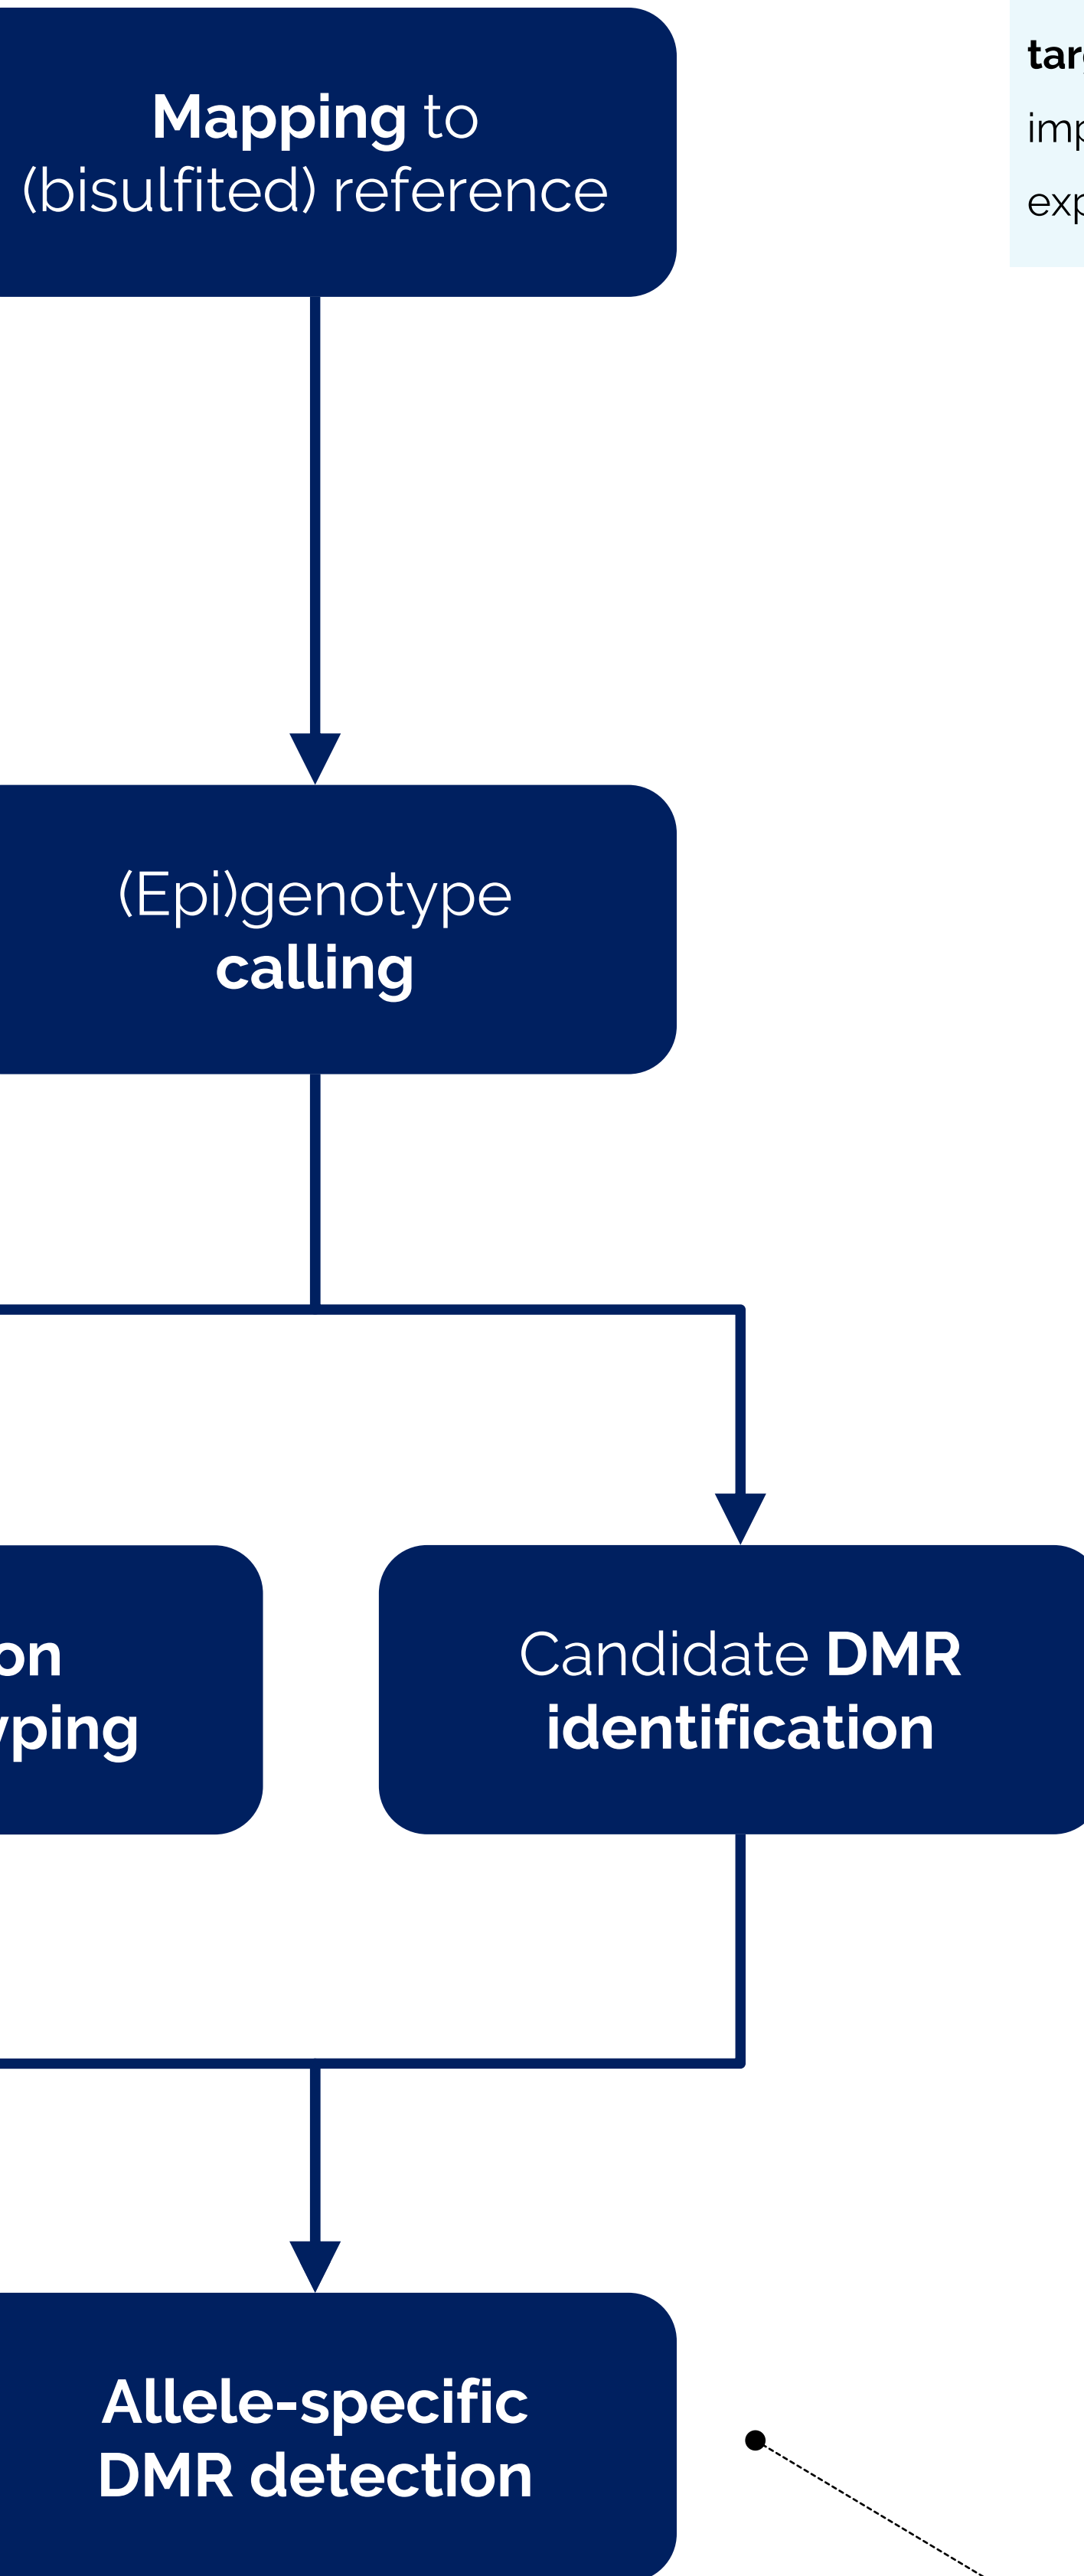 Mapping to
(bisulfited) reference
(Epi)genotype
calling
Candidate DMR
identification
Allele-specific
DMR detection